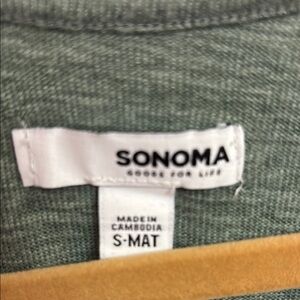 SONOMA
GOODS FOR LIFE
MADE IN
CAMBODIA
S-MAT